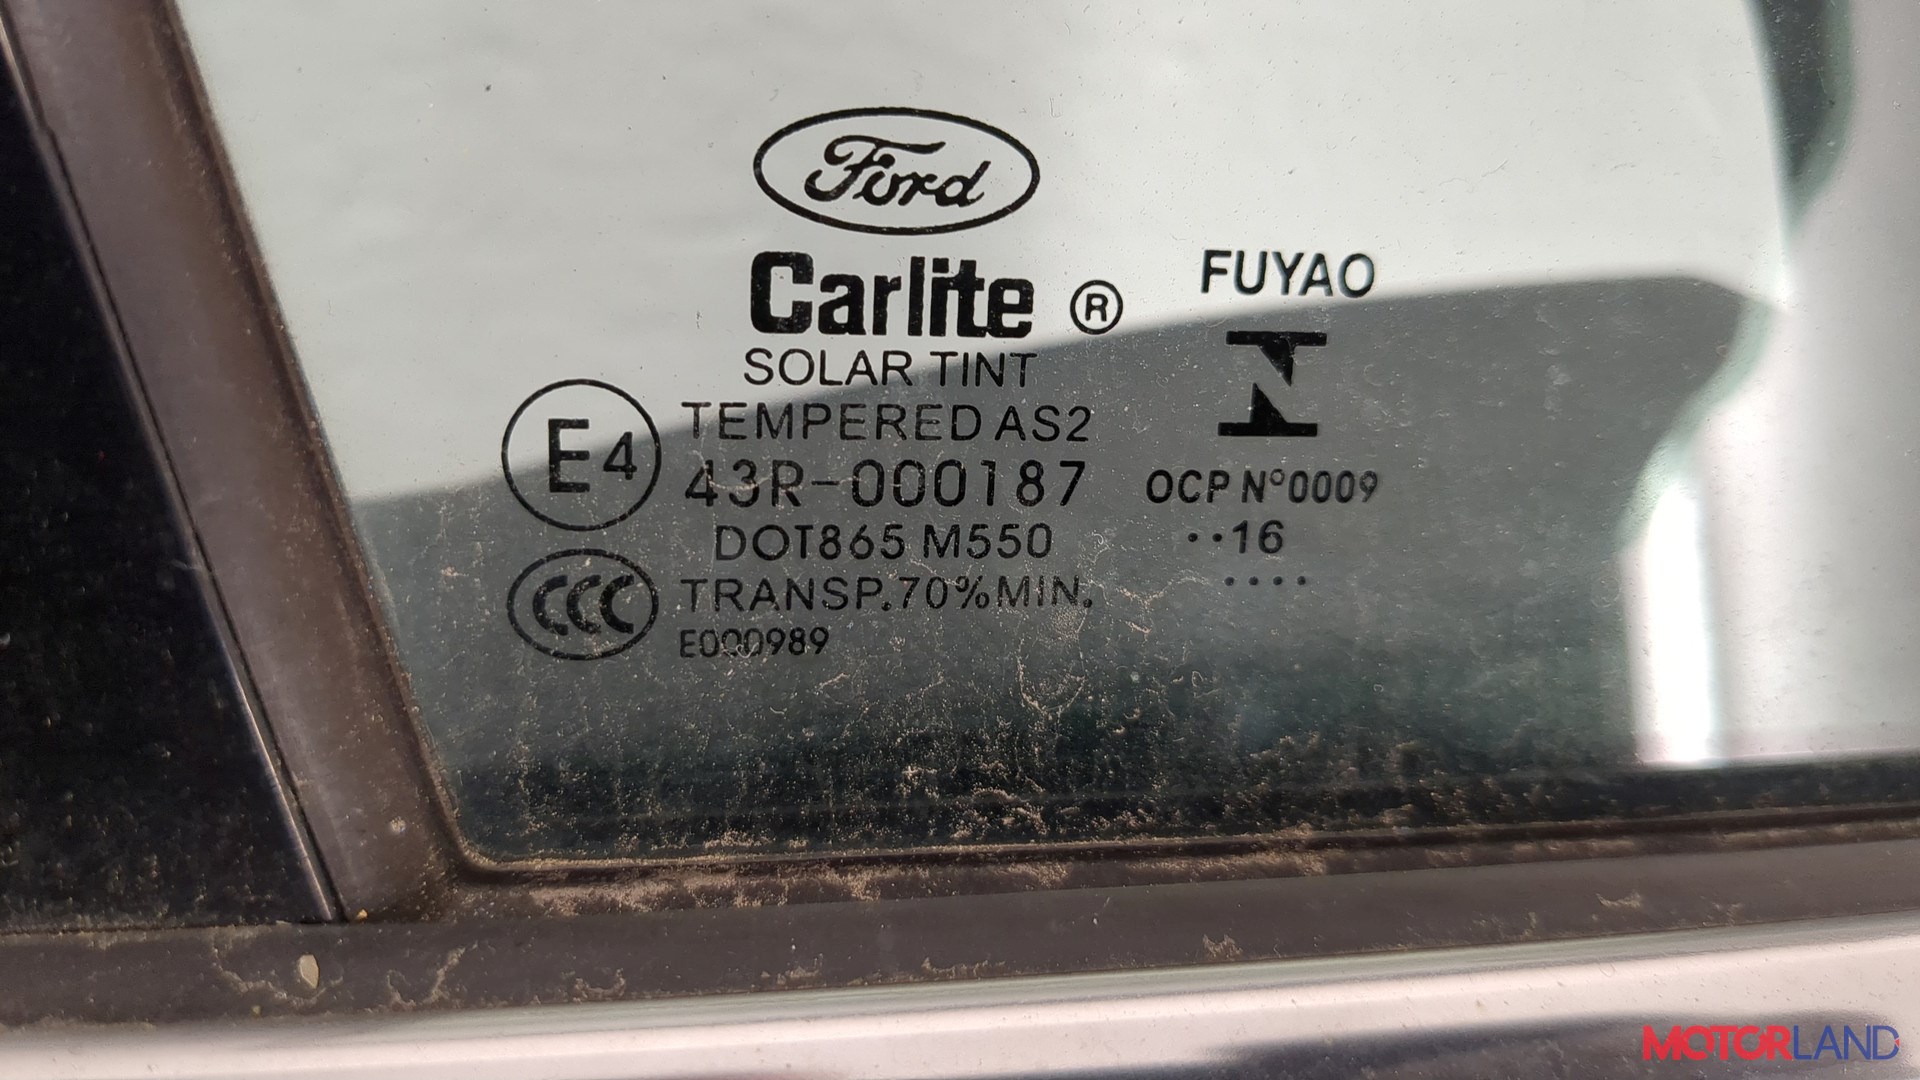 Ford
Carlite ®
SOLAR TINT
TEMPERED AS2
E4
43R-000187
DOT865 M550
CCC
TRANSP.70%MIN.
E000989
FUYAO
OCP N°0009
··16
····
MOTORLAND